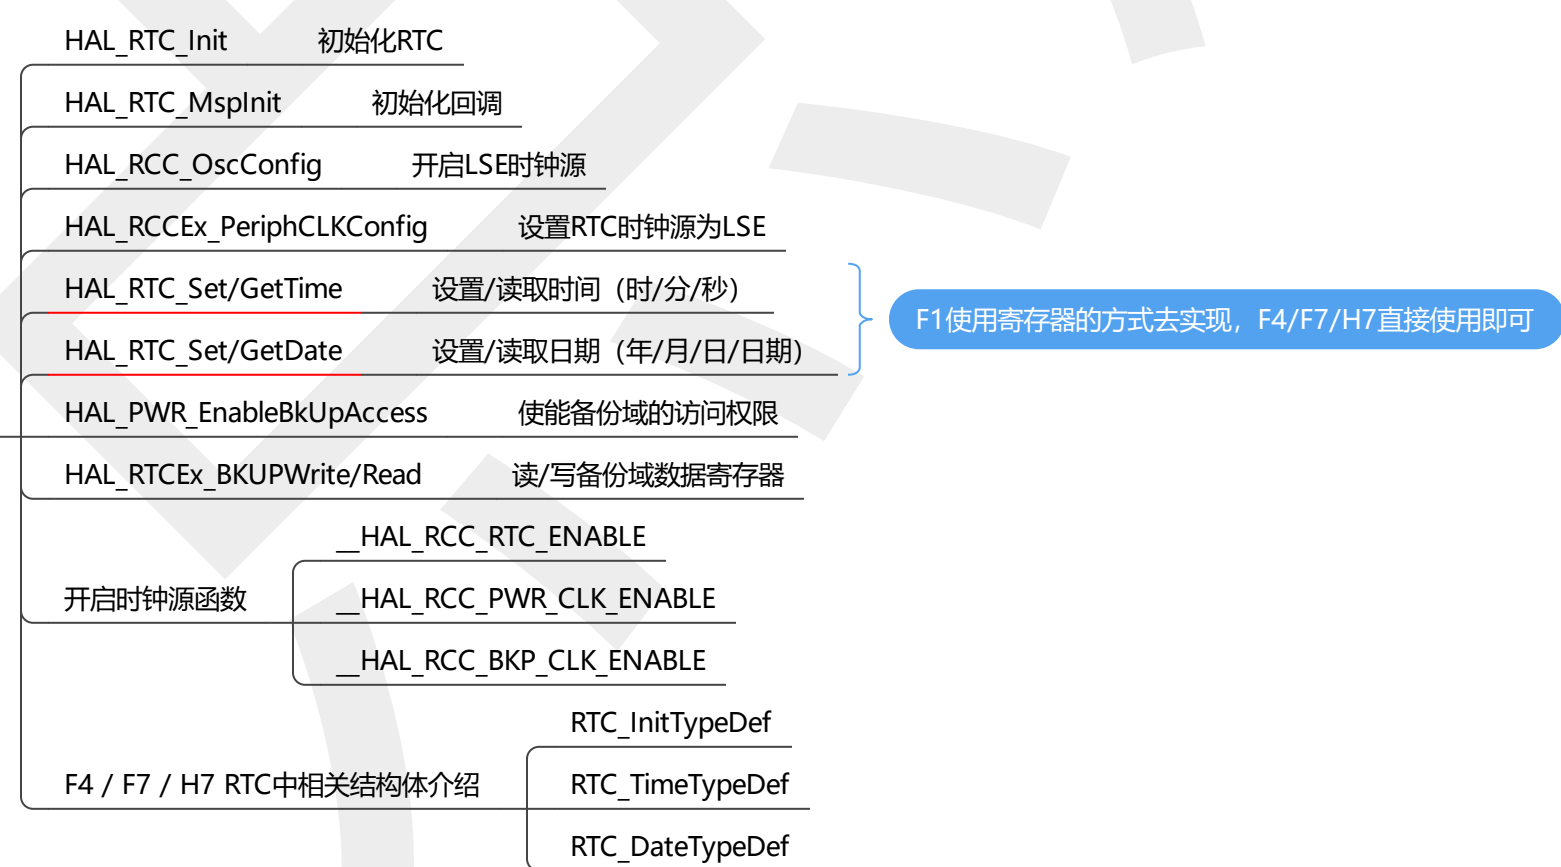 HAL_RTC_Init 初始化RTC
HAL_RTC_MspInit 初始化回调
HAL_RCC_OscConfig 开启LSE时钟源
HAL_RCCEx_PeriphCLKConfig 设置RTC时钟源为LSE
HAL_RTC_Set/GetTime 设置/读取时间（时/分/秒）
F1使用寄存器的方式去实现，F4/F7/H7直接使用即可
HAL_RTC_Set/GetDate 设置/读取日期（年/月/日/日期）
HAL_PWR_EnableBkUpAccess 使能备份域的访问权限
HAL_RTCEx_BKUPWrite/Read 读/写备份域数据寄存器
开启时钟源函数
__HAL_RCC_RTC_ENABLE
__HAL_RCC_PWR_CLK_ENABLE
__HAL_RCC_BKP_CLK_ENABLE
F4 / F7 / H7 RTC中相关结构体介绍
RTC_InitTypeDef
RTC_TimeTypeDef
RTC_DateTypeDef